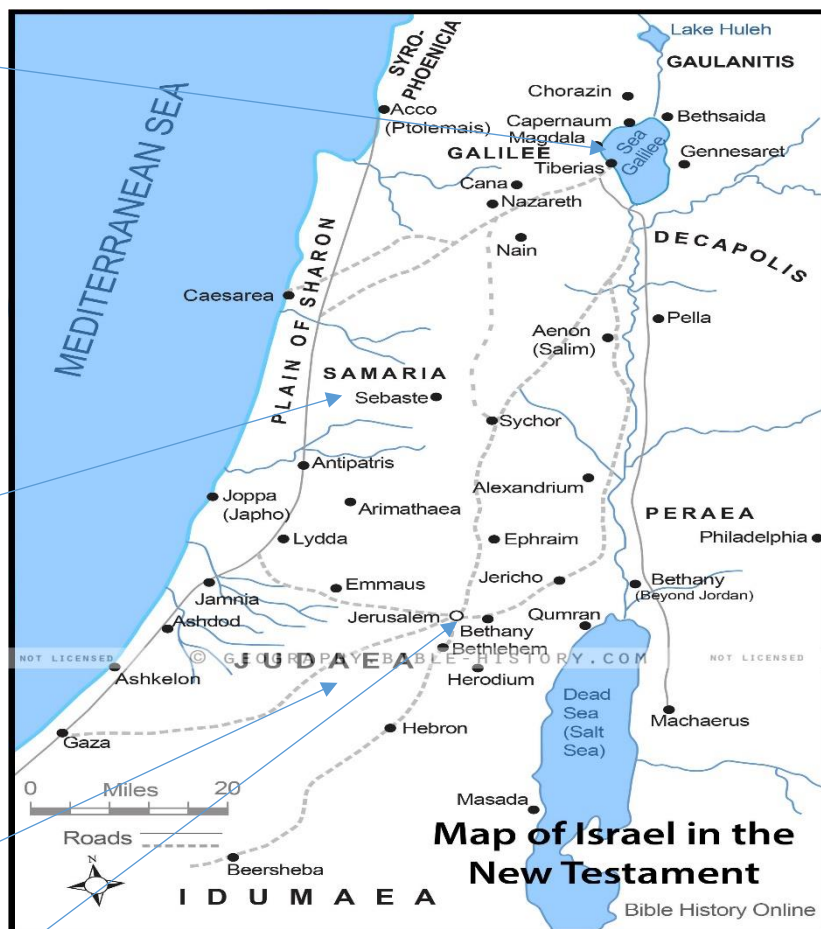 Lake Huleh
SYRO-
PHOENICIA
GAULANITIS
Chorazin
Acco
(Ptolemais)
Capernaum
Bethsaida
Magdala
Sea
Galilee
GALILEE
Tiberias
Gennesaret
Cana
Nazareth
MEDITERRANEAN SEA
Nain
DECAPOLIS
PLAIN OF SHARON
Caesarea
Pella
Aenon
(Salim)
SAMARIA
Sebaste
Sychor
Antipatris
Alexandrium
Joppa
(Japho)
Arimathaea
PERAEA
Philadelphia
Lydda
Ephraim
Emmaus
Jericho
Bethany
(Beyond Jordan)
Jamnia
Jerusalem
Qumran
Ashdod
Bethany
Bethlehem
NOT LICENSED
© GEOGRAPHY BIBLE-HISTORY.COM
NOT LICENSED
JUDAEA
Ashkelon
Herodium
Dead
Sea
(Salt
Sea)
Machaerus
Gaza
Hebron
0 Miles 20
Masada
Roads
Map of Israel in the
New Testament
N
Beersheba
IDUMAEA
Bible History Online